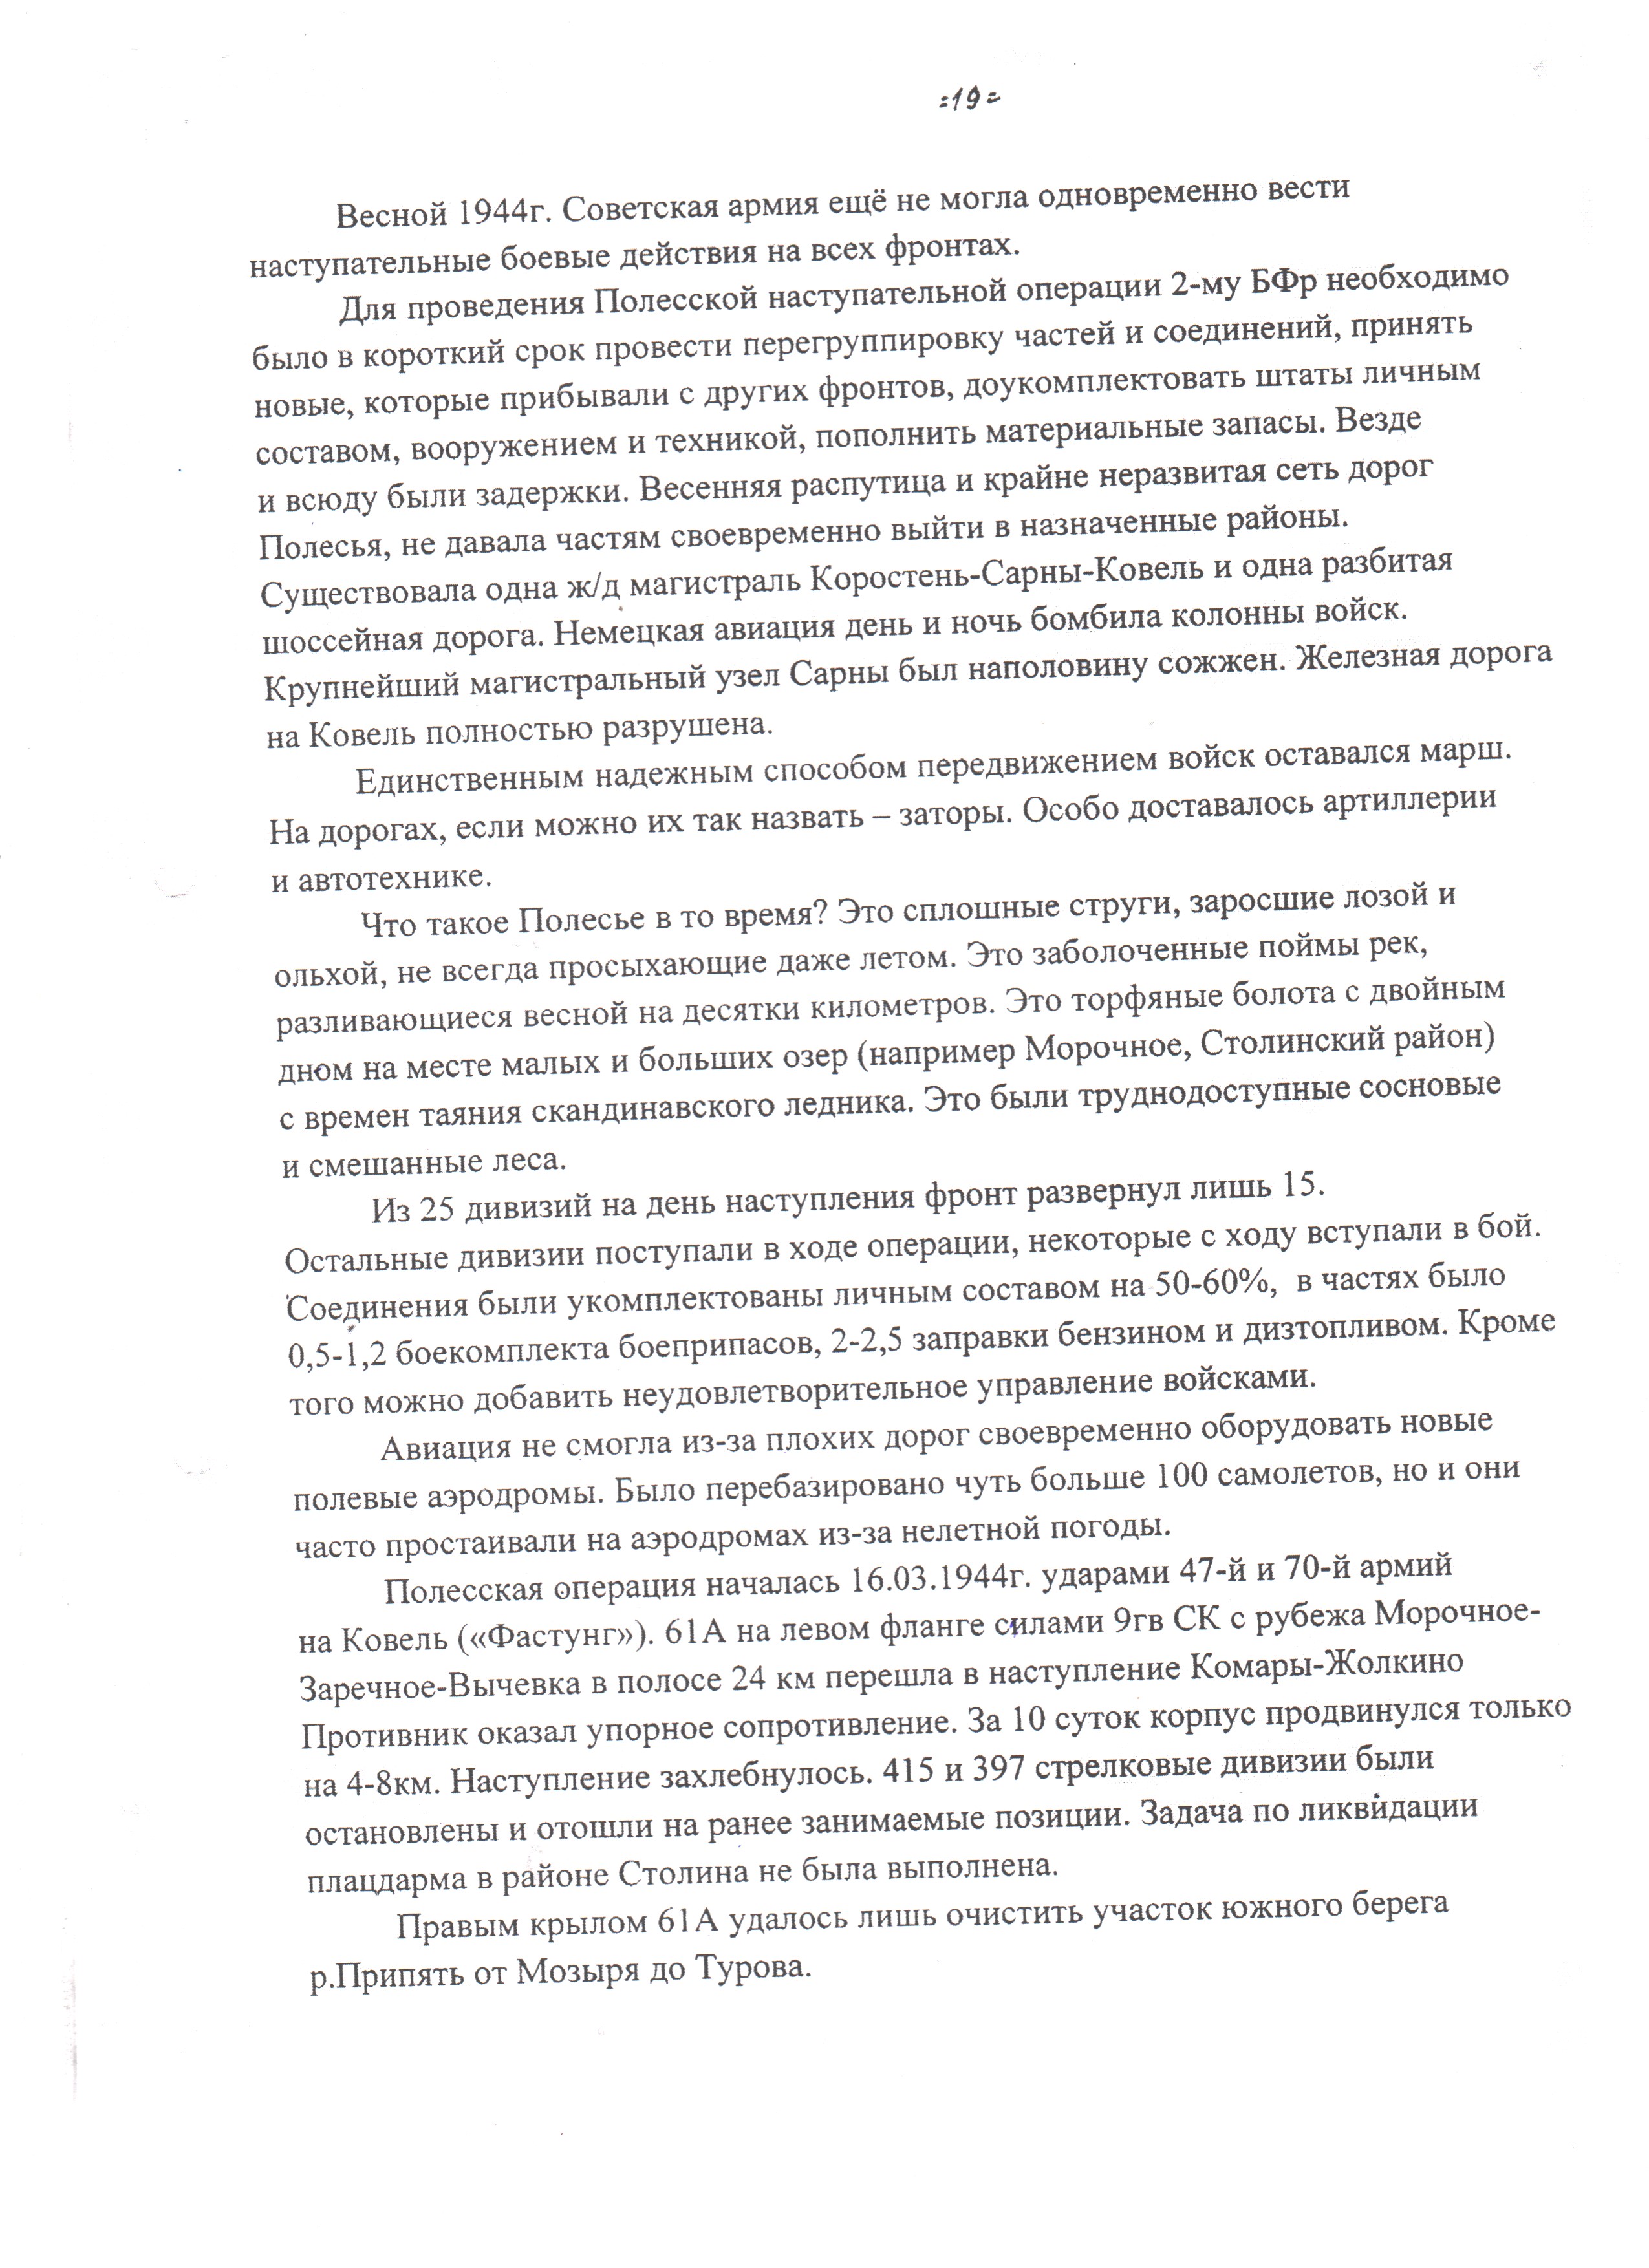 =19=
Весной 1944г. Советская армия ещё не могла одновременно вести
наступательные боевые действия на всех фронтах.
Для проведения Полесской наступательной операции 2-му БФр необходимо
было в короткий срок провести перегруппировку частей и соединений, принять
новые, которые прибывали с других фронтов, доукомплектовать штаты личным
составом, вооружением и техникой, пополнить материальные запасы. Везде
и всюду были задержки. Весенняя распутица и крайне неразвитая сеть дорог
Полесья, не давала частям своевременно выйти в назначенные районы.
Существовала одна ж/д магистраль Коростень-Сарны-Ковель и одна разбитая
шоссейная дорога. Немецкая авиация день и ночь бомбила колонны войск.
Крупнейший магистральный узел Сарны был наполовину сожжен. Железная дорога
на Ковель полностью разрушена.
Единственным надежным способом передвижением войск оставался марш.
На дорогах, если можно их так назвать – заторы. Особо доставалось артиллерии
и автотехнике.
Что такое Полесье в то время? Это сплошные струги, заросшие лозой и
ольхой, не всегда просыхающие даже летом. Это заболоченные поймы рек,
разливающиеся весной на десятки километров. Это торфяные болота с двойным
дном на месте малых и больших озер (например Морочное, Столинский район)
с времен таяния скандинавского ледника. Это были труднодоступные сосновые
и смешанные леса.
Из 25 дивизий на день наступления фронт развернул лишь 15.
Остальные дивизии поступали в ходе операции, некоторые с ходу вступали в бой.
Соединения были укомплектованы личным составом на 50-60%, в частях было
0,5-1,2 боекомплекта боеприпасов, 2-2,5 заправки бензином и дизтопливом. Кроме
того можно добавить неудовлетворительное управление войсками.
Авиация не смогла из-за плохих дорог своевременно оборудовать новые
полевые аэродромы. Было перебазировано чуть больше 100 самолетов, но и они
часто простаивали на аэродромах из-за нелетной погоды.
Полесская операция началась 16.03.1944г. ударами 47-й и 70-й армий
на Ковель («Фастунг»). 61А на левом фланге силами 9гв СК с рубежа Морочное-
Заречное-Вычевка в полосе 24 км перешла в наступление Комары-Жолкино
Противник оказал упорное сопротивление. За 10 суток корпус продвинулся только
на 4-8км. Наступление захлебнулось. 415 и 397 стрелковые дивизии были
остановлены и отошли на ранее занимаемые позиции. Задача по ликвидации
плацдарма в районе Столина не была выполнена.
Правым крылом 61А удалось лишь очистить участок южного берега
р.Припять от Мозыря до Турова.